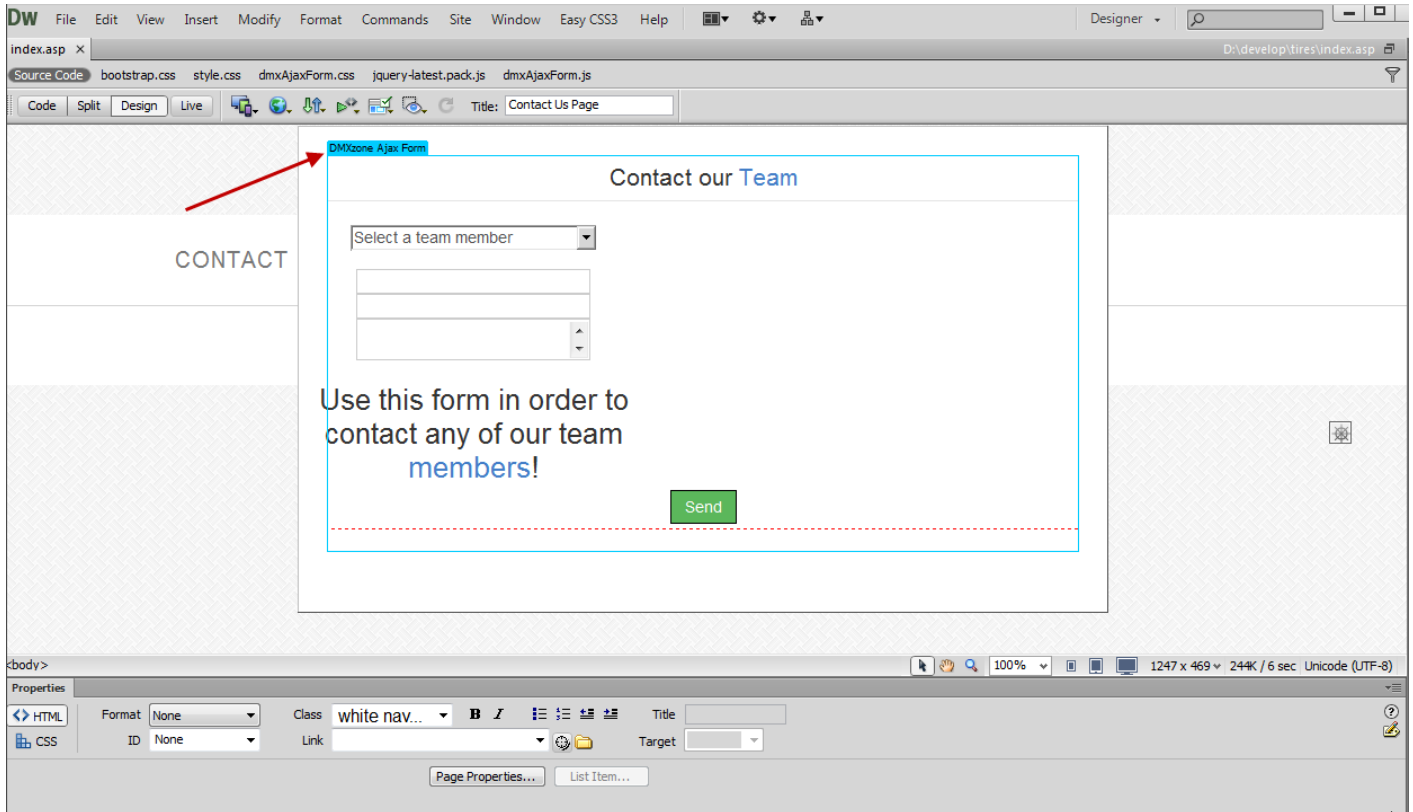 DW File Edit View Insert Modify Format Commands Site Window Easy CSS3 Help Designer
index.asp × D:\develop\tires\index.asp
Source Code bootstrap.css style.css dmxAjaxForm.css jquery-latest.pack.js dmxAjaxForm.js
Code Split Design Live Title: Contact Us Page
DMXzone Ajax Form
Contact our Team
Select a team member
CONTACT
Use this form in order to
contact any of our team
members!
Send
<body> 100% 1247 x 469 244K / 6 sec Unicode (UTF-8)
Properties
<> HTML Format None Class white nav... B I Title
CSS ID None Link Target
Page Properties... List Item...